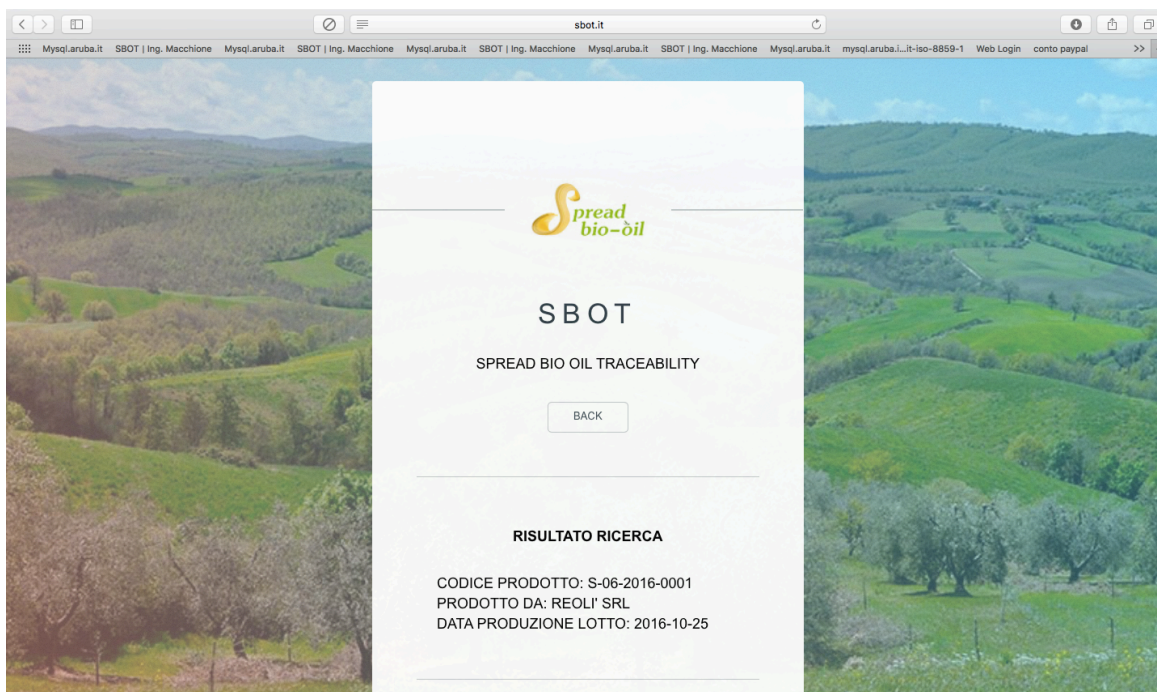 sbot.it
Mysql.aruba.it SBOT | Ing. Macchione Mysql.aruba.it SBOT | Ing. Macchione Mysql.aruba.it SBOT | Ing. Macchione Mysql.aruba.it SBOT | Ing. Macchione Mysql.aruba.it mysql.aruba.i...it-iso-8859-1 Web Login conto paypal >>
Spread
bio-òil
SBOT
SPREAD BIO OIL TRACEABILITY
BACK
RISULTATO RICERCA
CODICE PRODOTTO: S-06-2016-0001
PRODOTTO DA: REOLI' SRL
DATA PRODUZIONE LOTTO: 2016-10-25